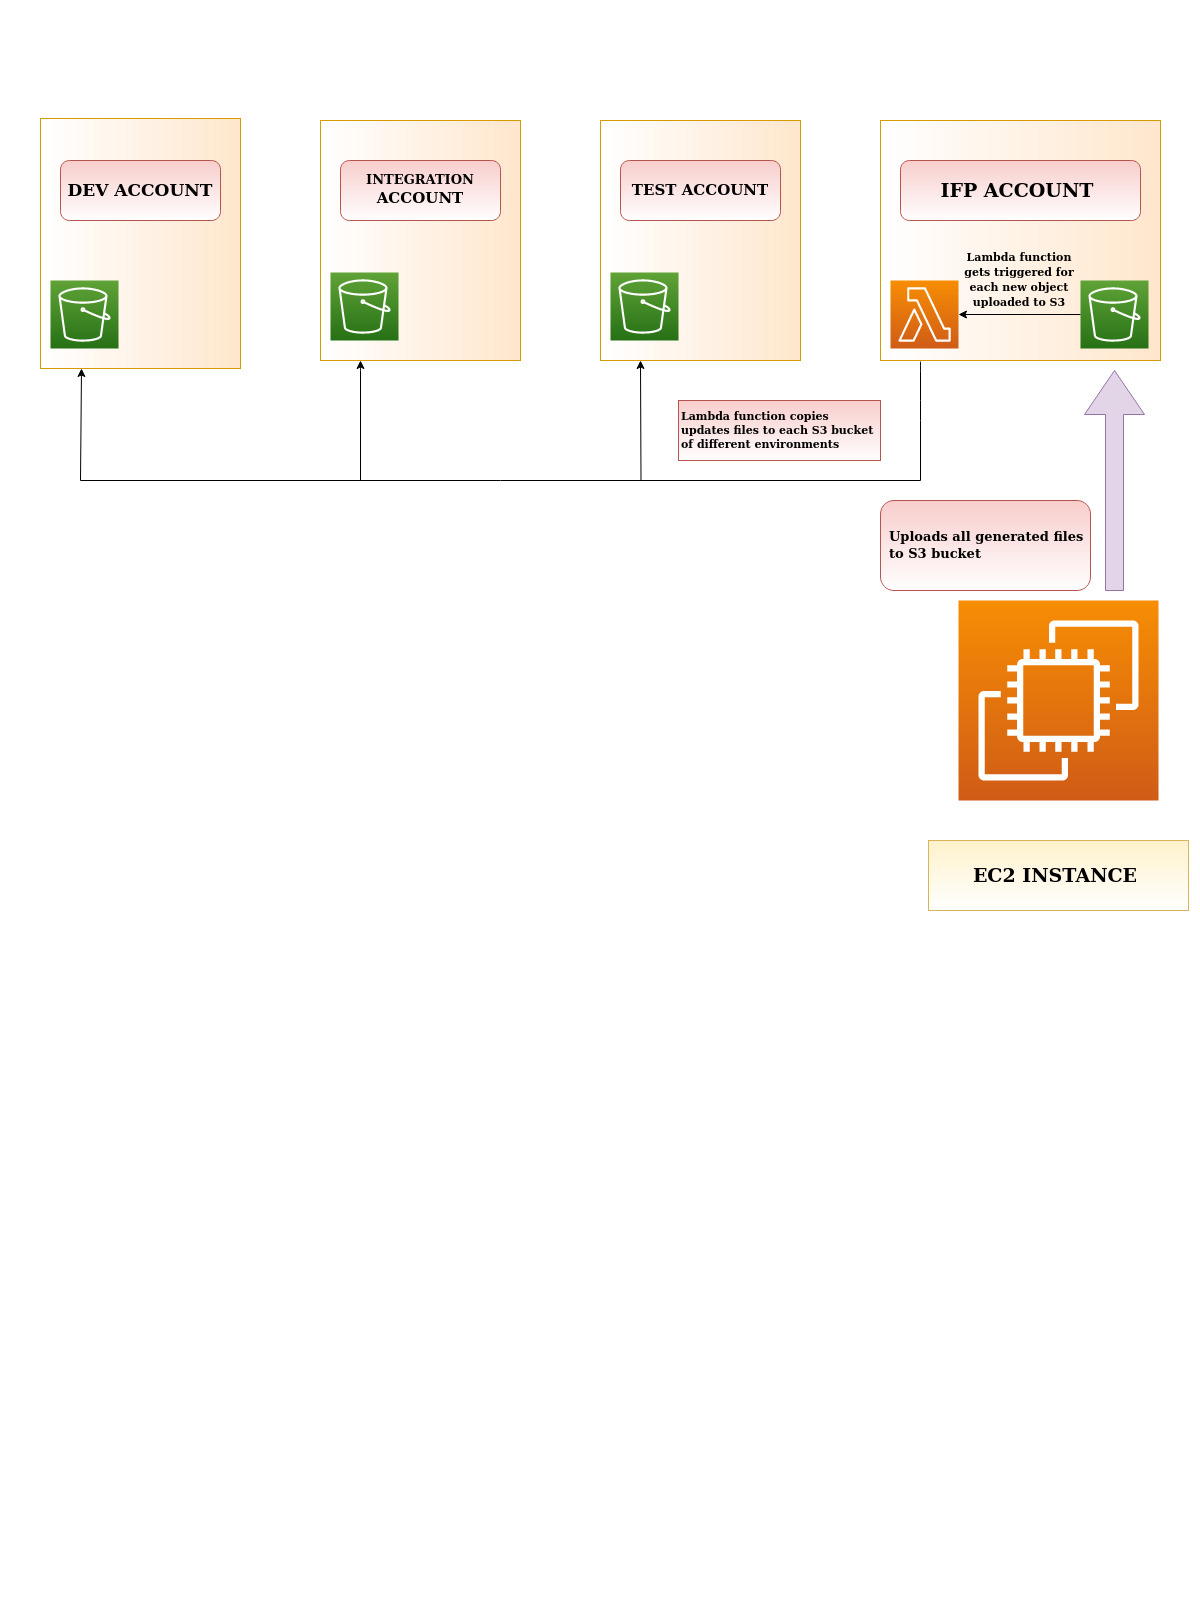 DEV ACCOUNT
INTEGRATION
ACCOUNT
TEST ACCOUNT
IFP ACCOUNT
Lambda function
gets triggered for
each new object
uploaded to S3
Lambda function copies
updates files to each S3 bucket
of different environments
Uploads all generated files
to S3 bucket
EC2 INSTANCE